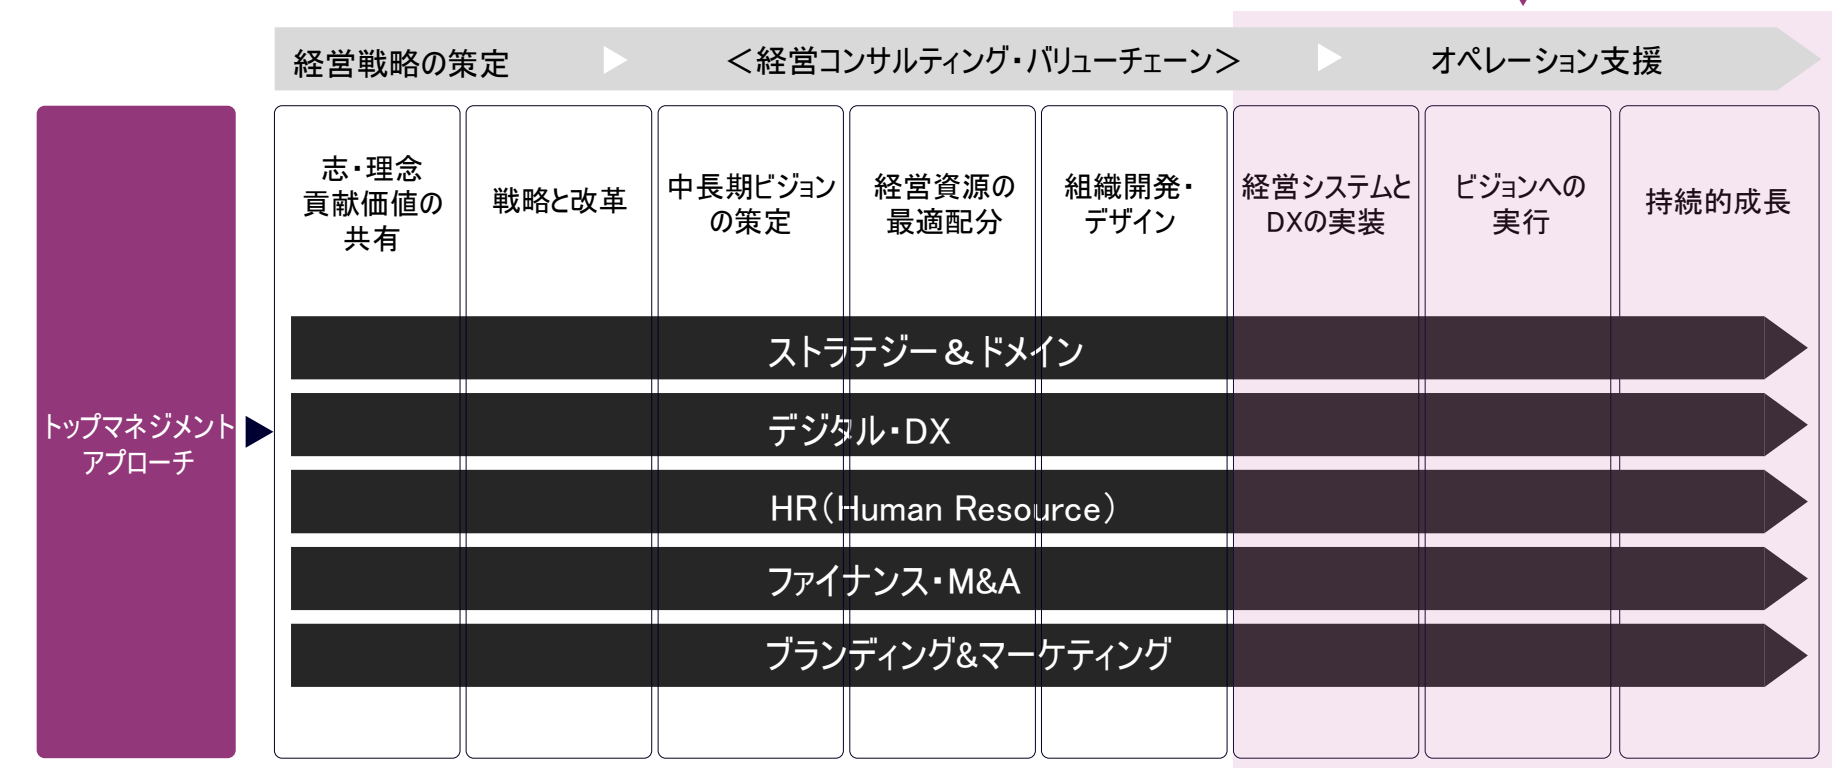 経営戦略の策定
＜経営コンサルティング・バリューチェーン＞
オペレーション支援
トップマネジメント
アプローチ
志・理念
貢献価値の
共有
戦略と改革
中長期ビジョン
の策定
経営資源の
最適配分
組織開発・
デザイン
経営システムと
DXの実装
ビジョンへの
実行
持続的成長
ストラテジー＆ドメイン
デジタル・DX
HR（Human Resource）
ファイナンス・M&A
ブランディング&マーケティング